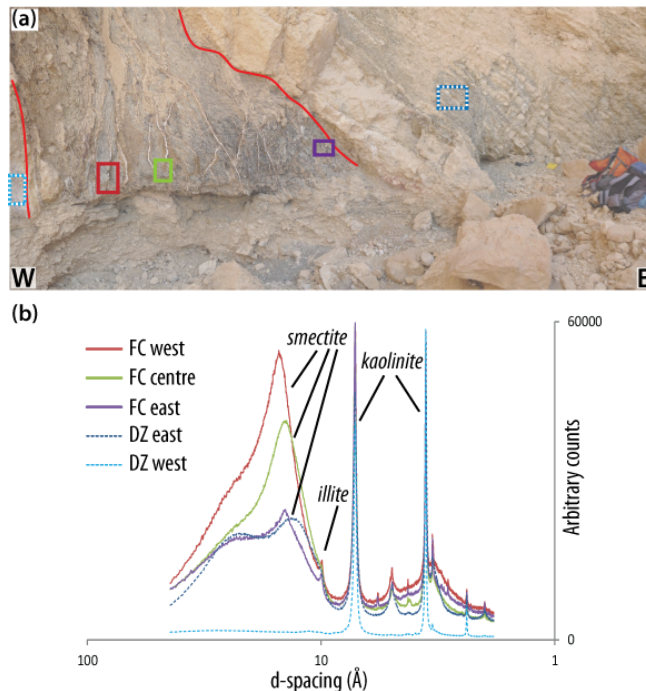 (a)
W
E
(b)
FC west
FC centre
FC east
DZ east
DZ west
smectite
illite
kaolinite
60000
Arbitrary counts
0
100
10
1
d-spacing (Å)